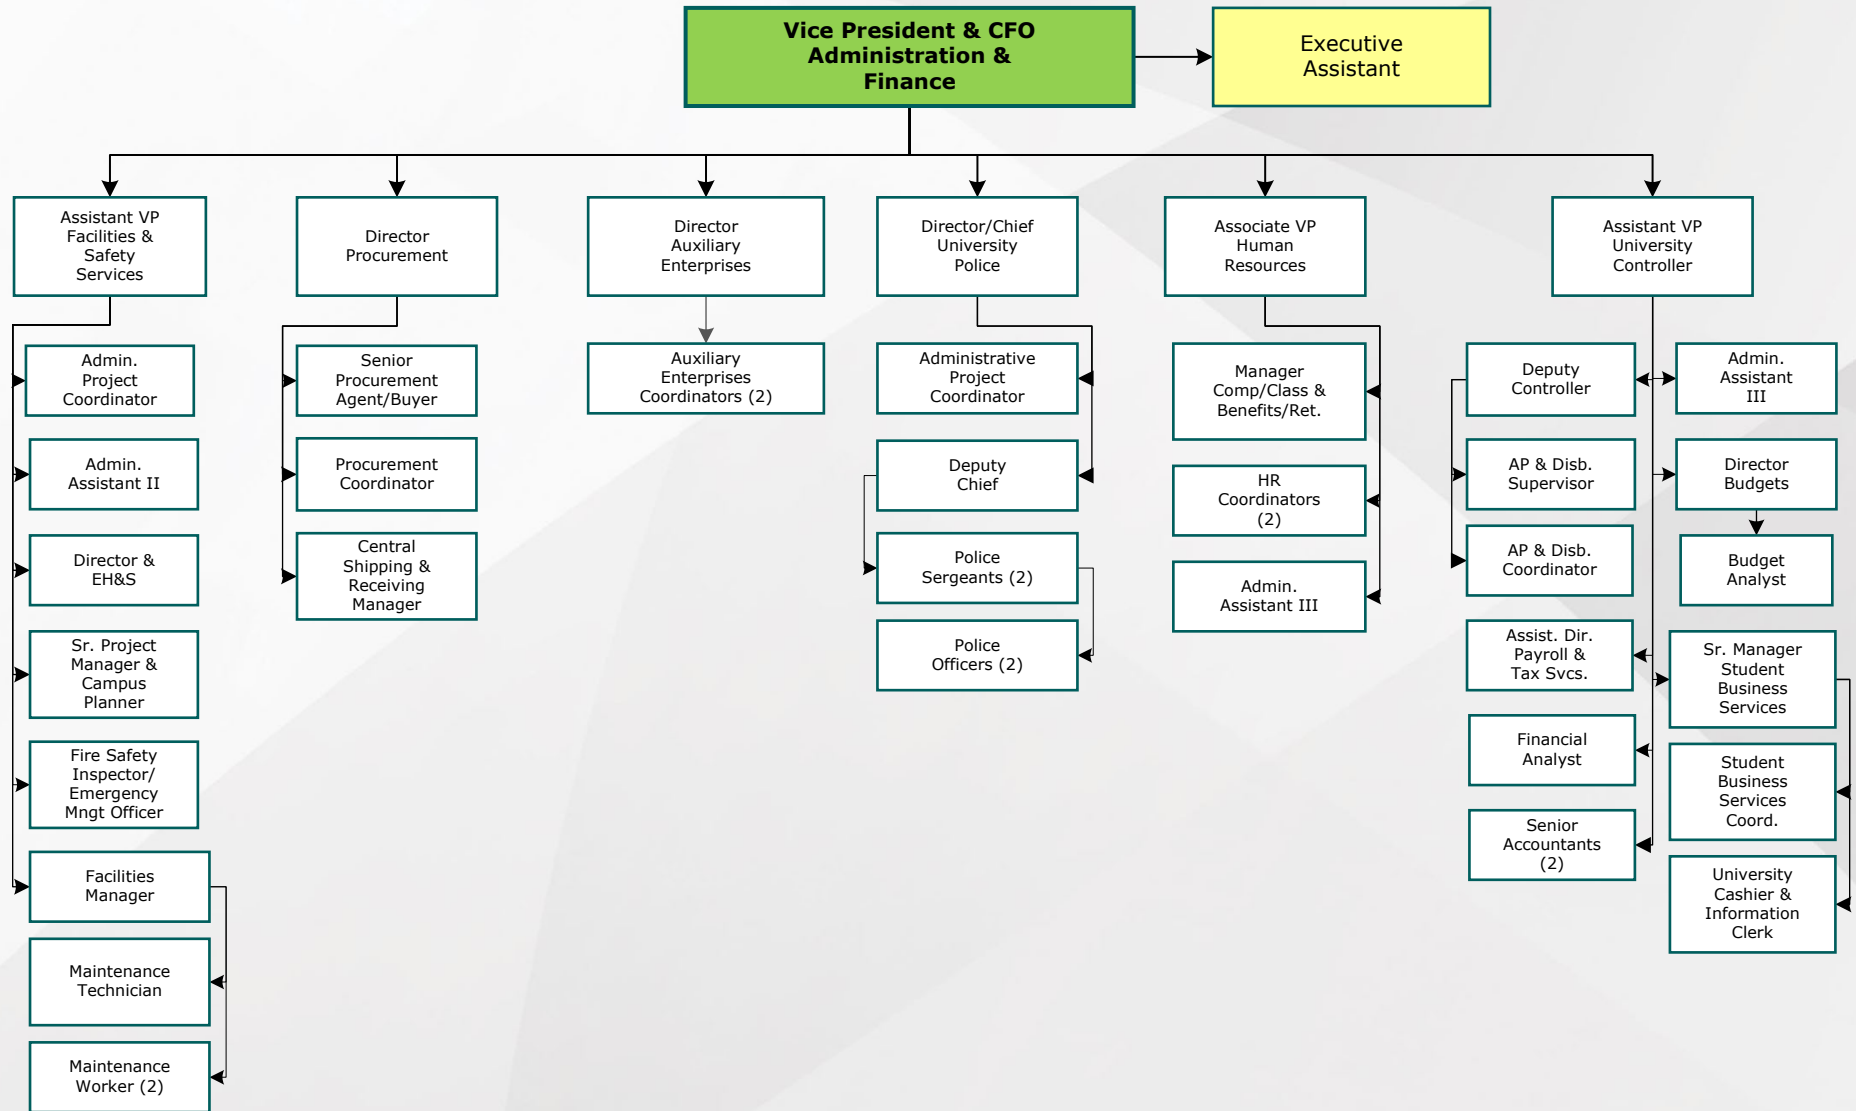 Vice President & CFO
Administration &
Finance
Executive
Assistant
Assistant VP
Facilities &
Safety
Services
Director
Procurement
Director
Auxiliary
Enterprises
Director/Chief
University
Police
Associate VP
Human
Resources
Assistant VP
University
Controller
Admin.
Project
Coordinator
Admin.
Assistant II
Director &
EH&S
Sr. Project
Manager &
Campus
Planner
Fire Safety
Inspector/
Emergency
Mngt Officer
Facilities
Manager
Maintenance
Technician
Maintenance
Worker (2)
Senior
Procurement
Agent/Buyer
Procurement
Coordinator
Central
Shipping &
Receiving
Manager
Auxiliary
Enterprises
Coordinators (2)
Administrative
Project
Coordinator
Deputy
Chief
Police
Sergeants (2)
Police
Officers (2)
Manager
Comp/Class &
Benefits/Ret.
HR
Coordinators
(2)
Admin.
Assistant III
Deputy
Controller
AP & Disb.
Supervisor
AP & Disb.
Coordinator
Assist. Dir.
Payroll &
Tax Svcs.
Financial
Analyst
Senior
Accountants
(2)
Admin.
Assistant
III
Director
Budgets
Budget
Analyst
Sr. Manager
Student
Business
Services
Student
Business
Services
Coord.
University
Cashier &
Information
Clerk